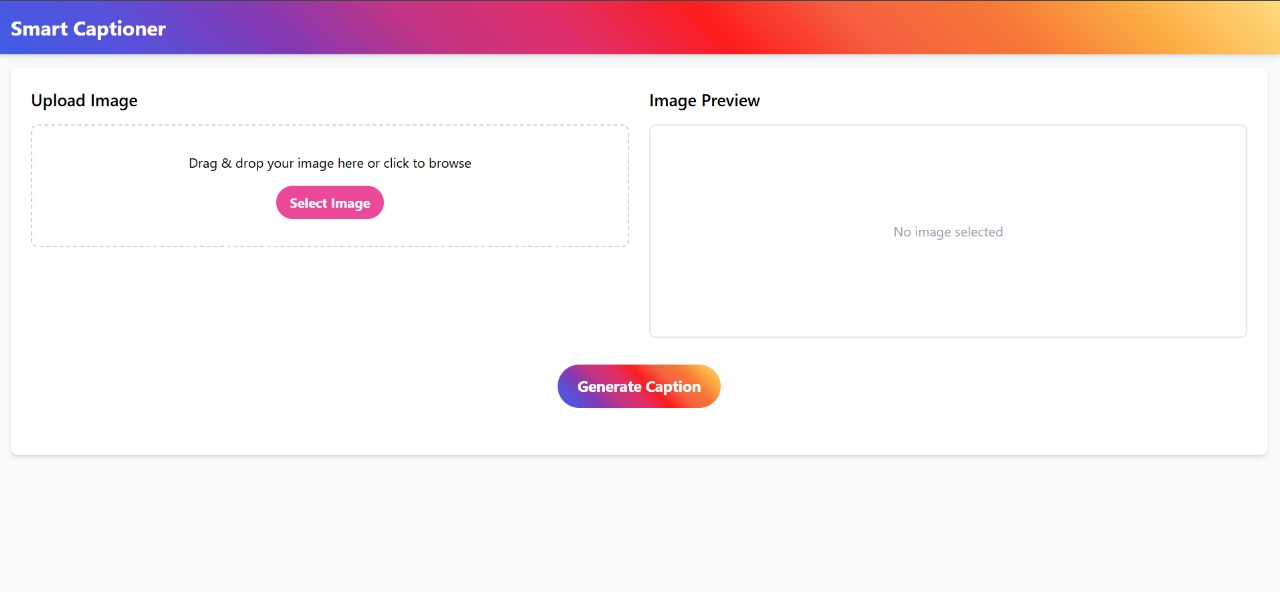 Smart Captioner
Upload Image
Drag & drop your image here or click to browse
Select Image
Image Preview
No image selected
Generate Caption